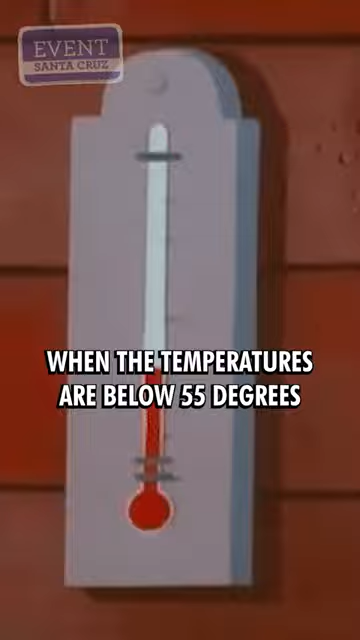 EVENT
SANTA CRUZ
WHEN THE TEMPERATURES
ARE BELOW 55 DEGREES